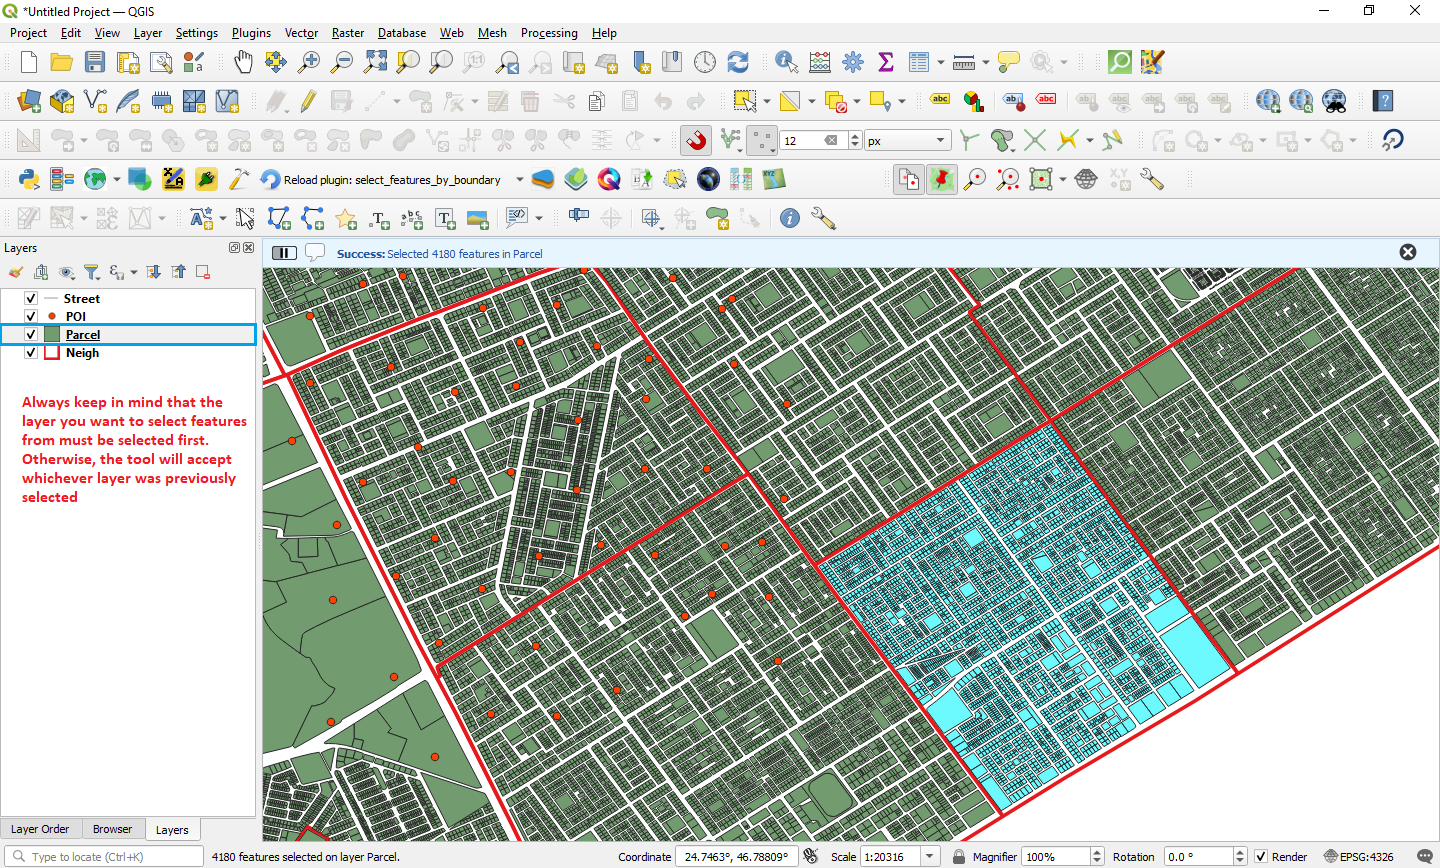 *Untitled Project — QGIS
Project Edit View Layer Settings Plugins Vector Raster Database Web Mesh Processing Help
abc abc abc
12 px
Reload plugin: select_features_by_boundary
Layers
Success: Selected 4180 features in Parcel
Street
POI
Parcel
Neigh
Always keep in mind that the
layer you want to select features
from must be selected first.
Otherwise, the tool will accept
whichever layer was previously
selected
Layer Order Browser Layers
Type to locate (Ctrl+K) 4180 features selected on layer Parcel. Coordinate 24.7463°, 46.78809° Scale 1:20316 Magnifier 100% Rotation 0.0 ° Render EPSG:4326